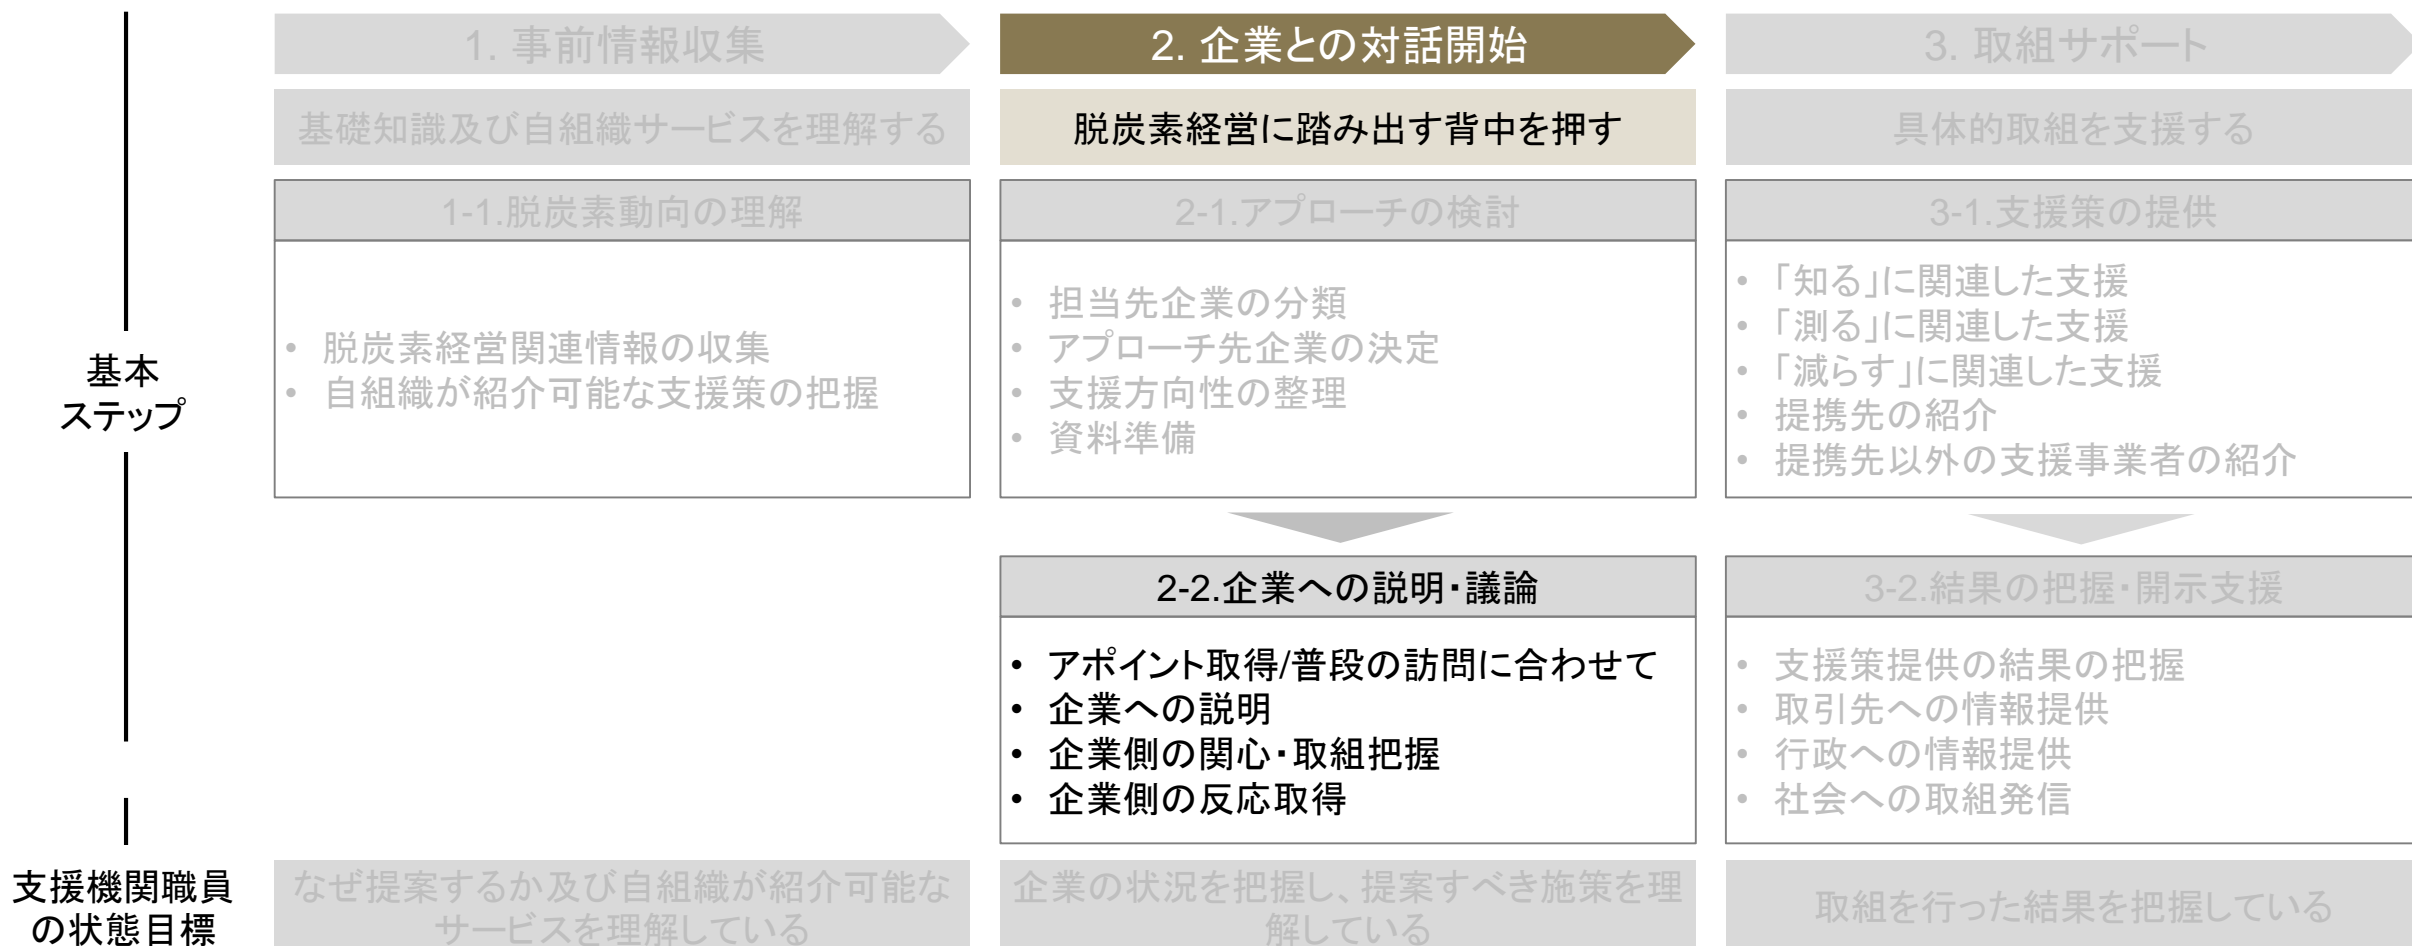 1. 事前情報収集
2. 企業との対話開始
3. 取組サポート
基礎知識及び自組織サービスを理解する
脱炭素経営に踏み出す背中を押す
具体的取組を支援する
基本
ステップ
1-1.脱炭素動向の理解
• 脱炭素経営関連情報の収集
• 自組織が紹介可能な支援策の把握
2-1.アプローチの検討
• 担当先企業の分類
• アプローチ先企業の決定
• 支援方向性の整理
• 資料準備
3-1.支援策の提供
• 「知る」に関連した支援
• 「測る」に関連した支援
• 「減らす」に関連した支援
• 提携先の紹介
• 提携先以外の支援事業者の紹介
2-2.企業への説明・議論
• アポイント取得/普段の訪問に合わせて
• 企業への説明
• 企業側の関心・取組把握
• 企業側の反応取得
3-2.結果の把握・開示支援
• 支援策提供の結果の把握
• 取引先への情報提供
• 行政への情報提供
• 社会への取組発信
支援機関職員
の状態目標
なぜ提案するか及び自組織が紹介可能な
サービスを理解している
企業の状況を把握し、提案すべき施策を理
解している
取組を行った結果を把握している